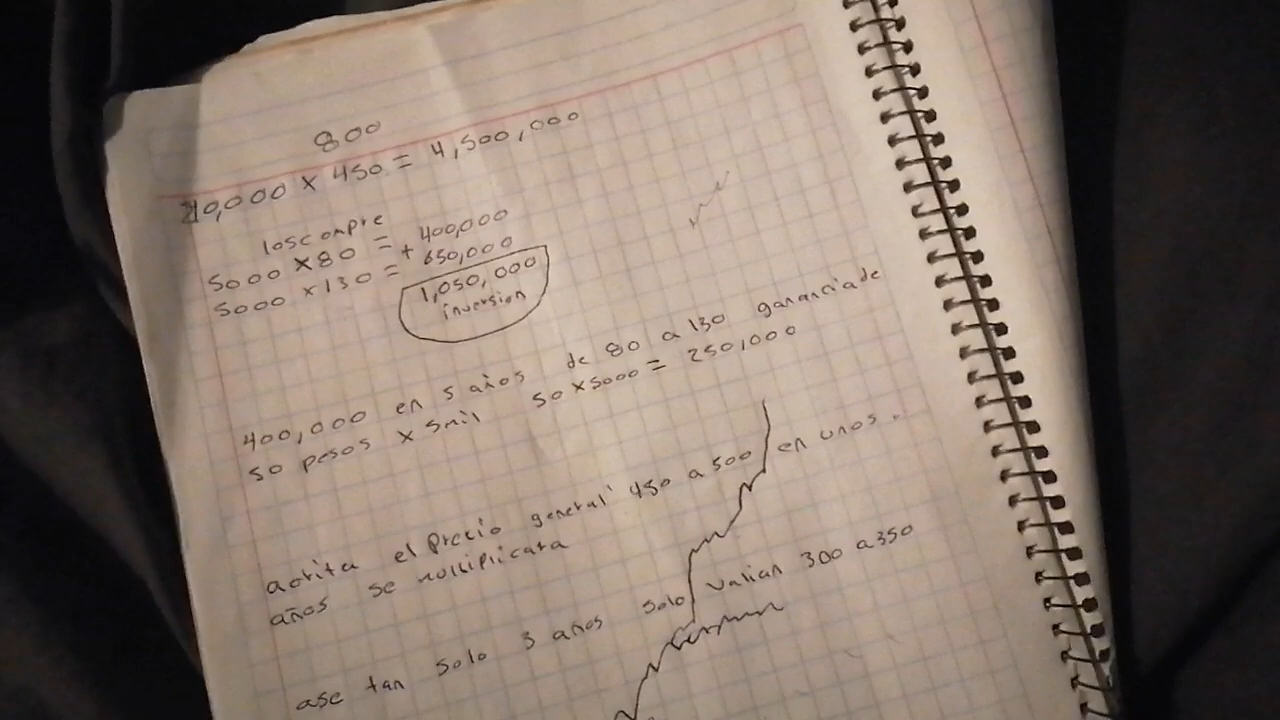 800
10,000 x 450 = 4,500,000
los compre
5000 x 80 = + 400,000
5000 x 130 = + 650,000
1,050,000
inversion
400,000 en 5 años de 80 a 130 ganancia de
50 pesos x 5mil 50 x 5000 = 250,000
aorita el precio general 450 a 500 en unos
años se multiplicara
ase tan solo 3 años solo valian 300 a 350